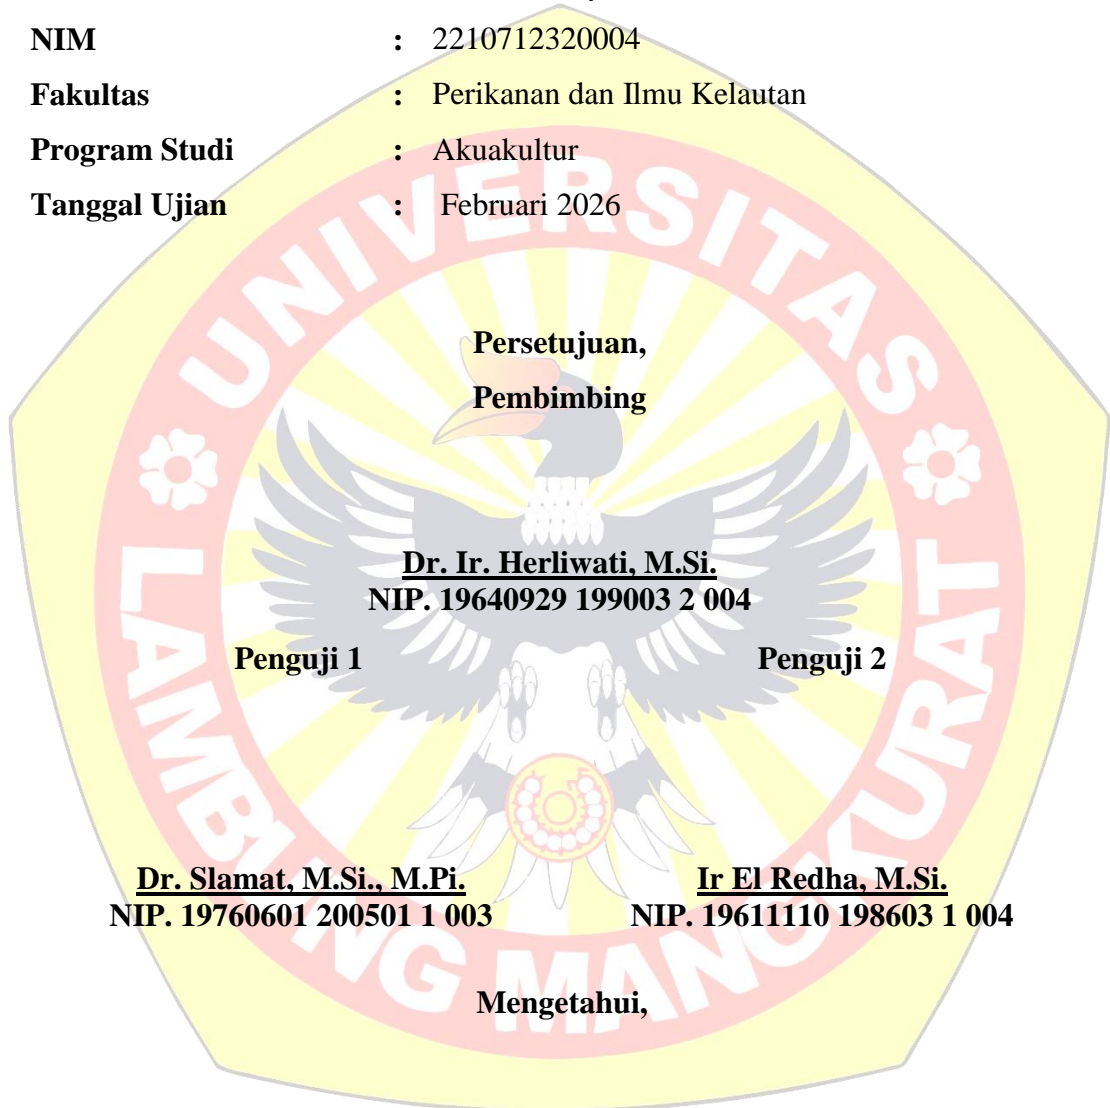 NIM : 2210712320004
Fakultas : Perikanan dan Ilmu Kelautan
Program Studi : Akuakultur
Tanggal Ujian : Februari 2026
Persetujuan,
Pembimbing
Dr. Ir. Herliwati, M.Si.
NIP. 19640929 199003 2 004
Penguji 1 Penguji 2
Dr. Slamat, M.Si., M.Pi. Ir El Redha, M.Si.
NIP. 19760601 200501 1 003 NIP. 19611110 198603 1 004
Mengetahui,
UNIVERSITAS
LAMBUNG MANGKURAT